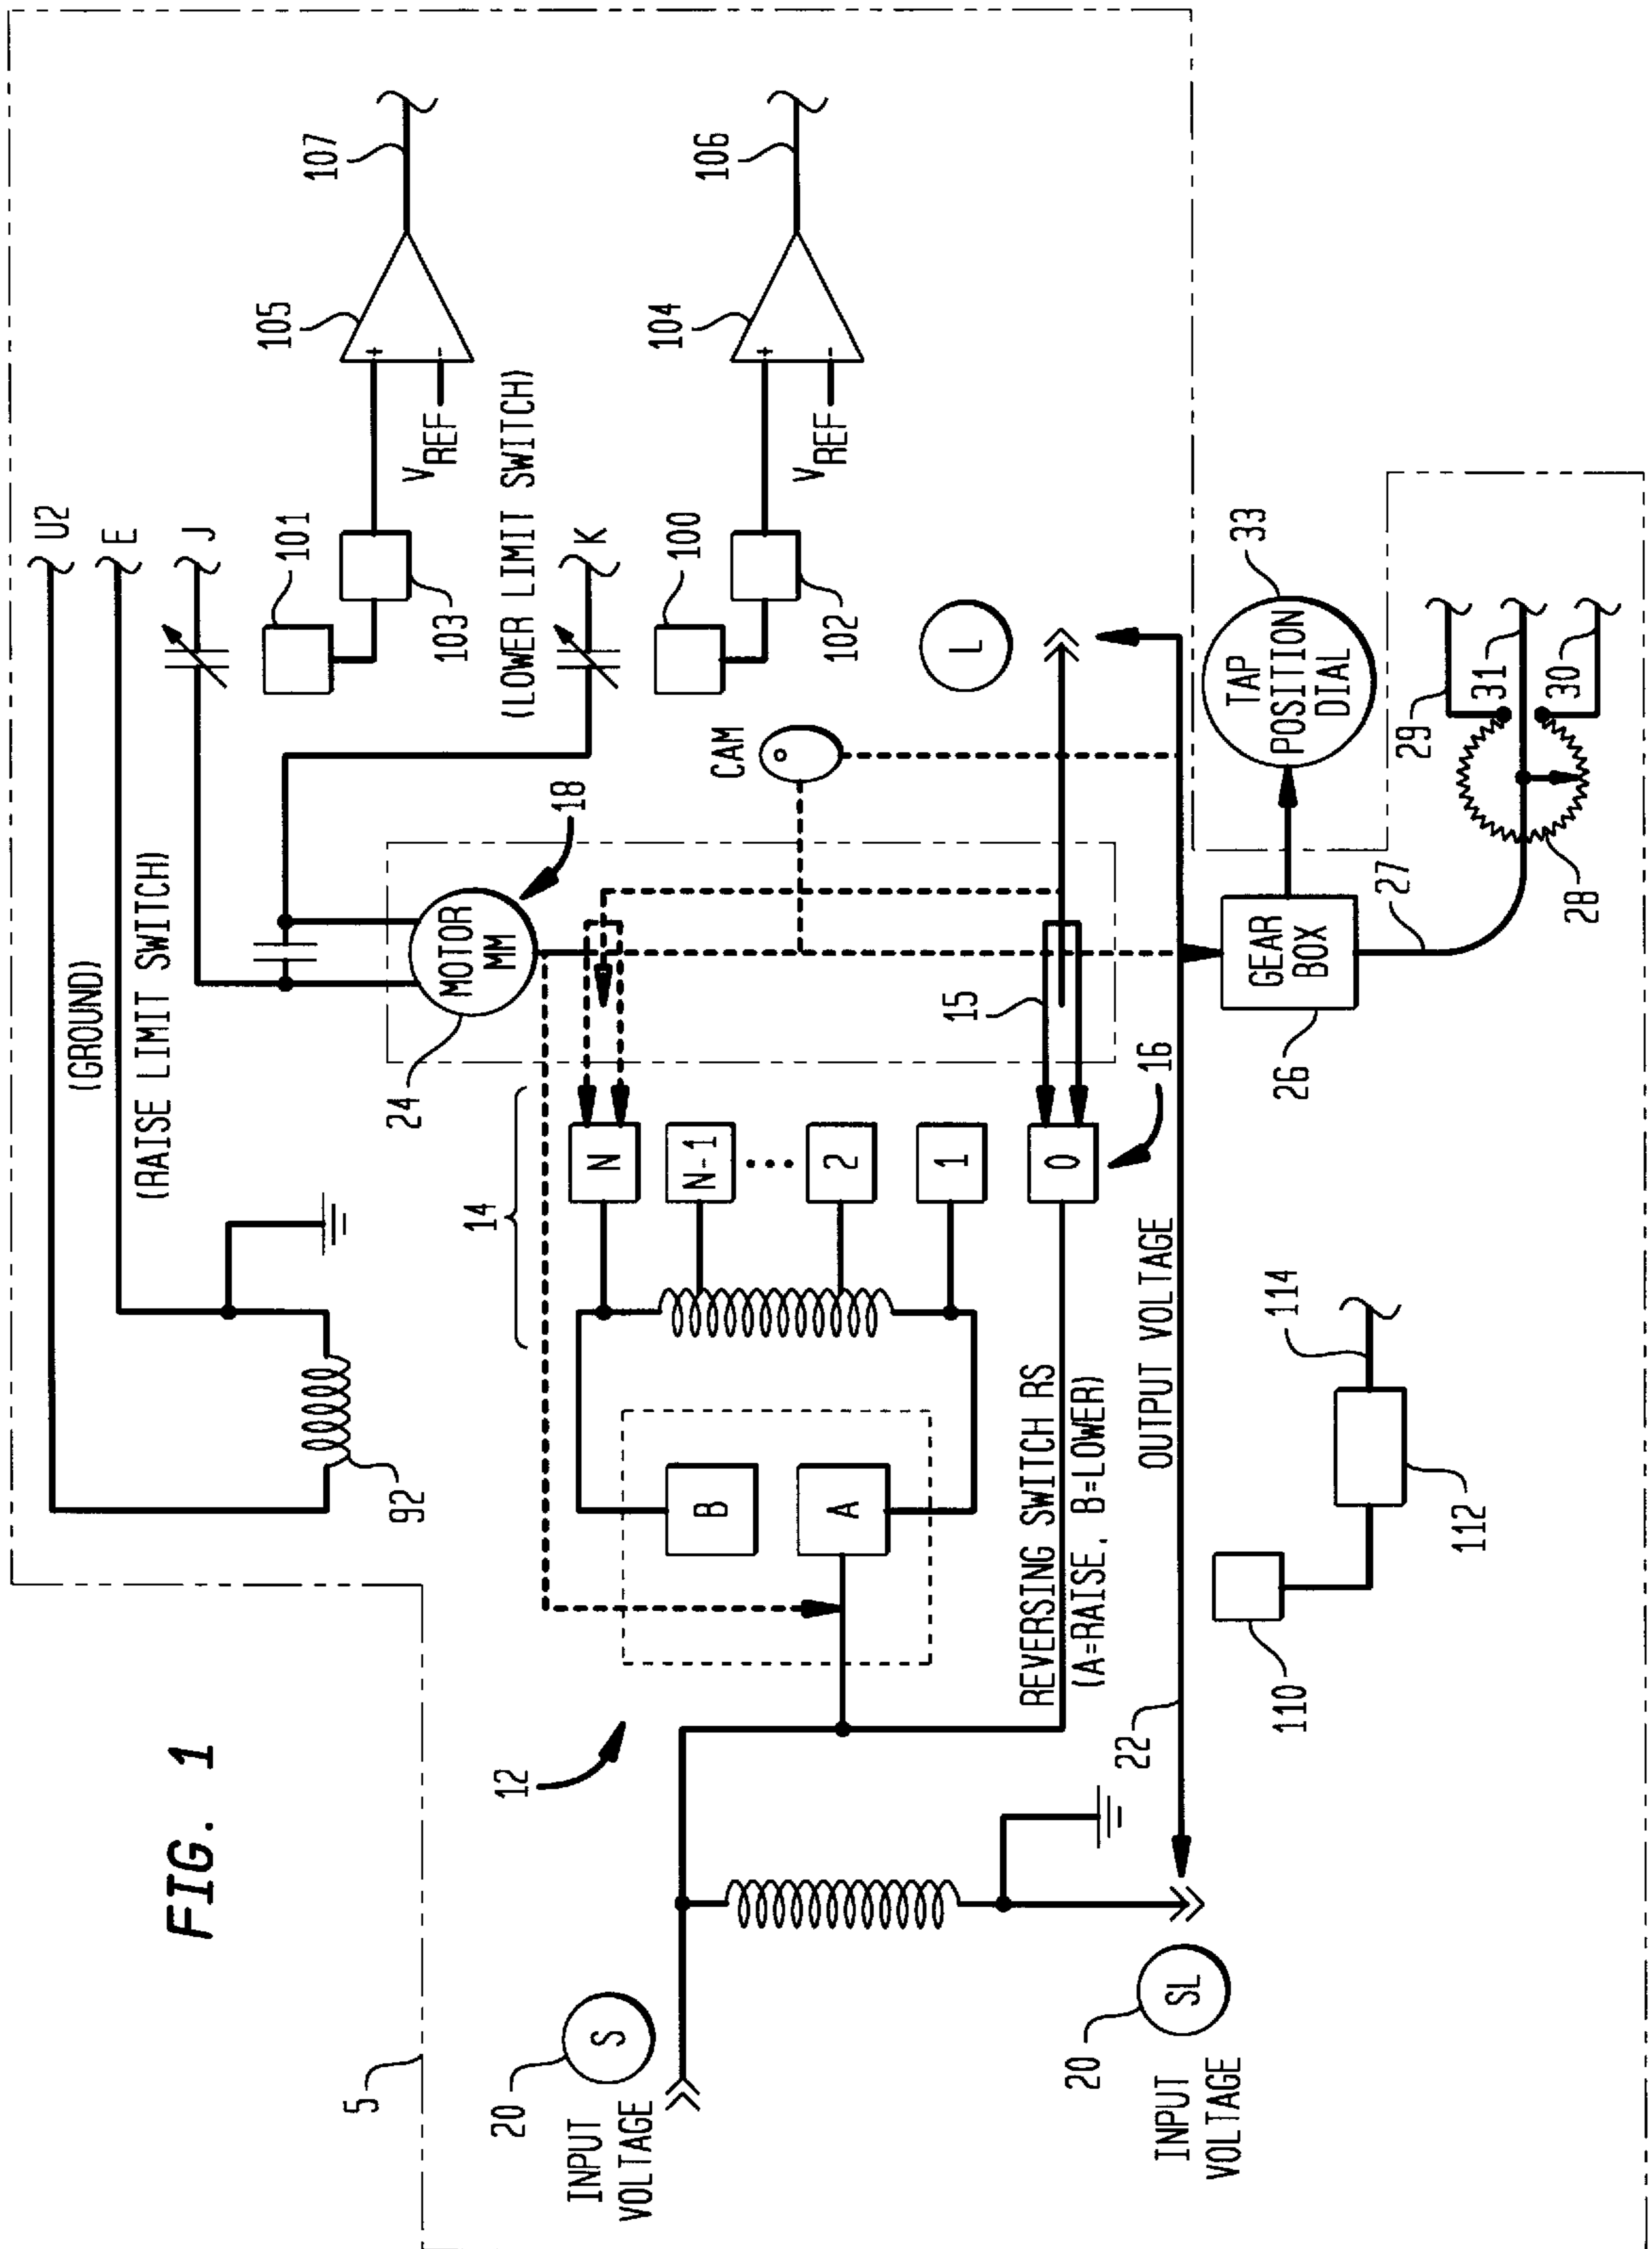 FIG. 1
5
U2
(GROUND)
E
(RAISE LIMIT SWITCH)
J
92
101
103
105
107
VREF
+
-
(LOWER LIMIT SWITCH)
K
24
MOTOR
MM
18
14
12
N
N-1
2
1
0
B
A
CAM
100
102
104
106
VREF
+
-
L
15
16
REVERSING SWITCH RS
(A=RAISE, B=LOWER)
OUTPUT VOLTAGE
22
20
S
INPUT
VOLTAGE
20
SL
INPUT
VOLTAGE
110
112
114
26
GEAR
BOX
27
TAP
POSITION
DIAL
33
28
29
31
30